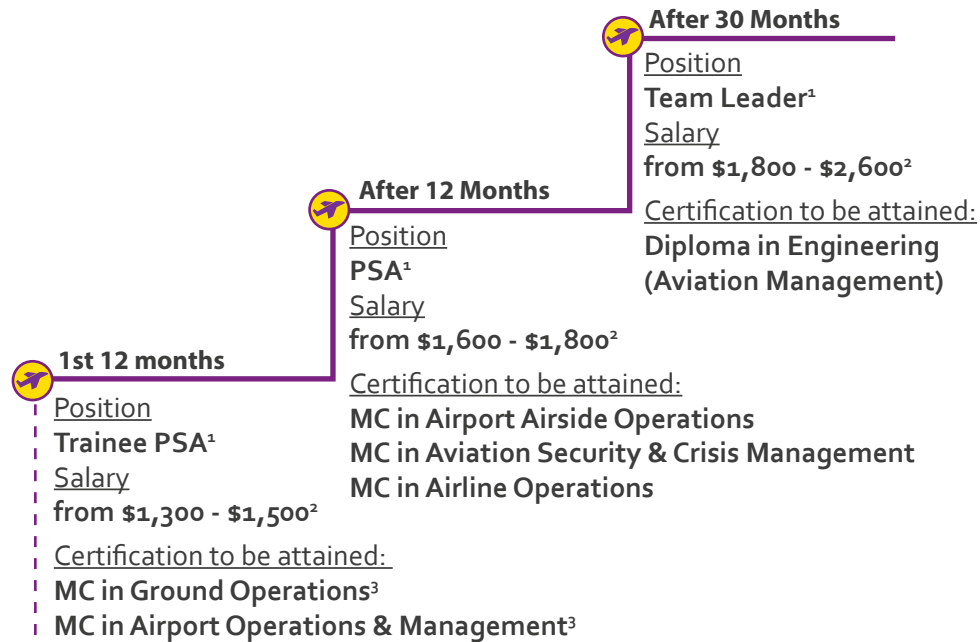 1st 12 months
Position
Trainee PSA¹
Salary
from $1,300 - $1,500²
Certification to be attained:
MC in Ground Operations³
MC in Airport Operations & Management³
After 12 Months
Position
PSA¹
Salary
from $1,600 - $1,800²
Certification to be attained:
MC in Airport Airside Operations
MC in Aviation Security & Crisis Management
MC in Airline Operations
After 30 Months
Position
Team Leader¹
Salary
from $1,800 - $2,600²
Certification to be attained:
Diploma in Engineering
(Aviation Management)